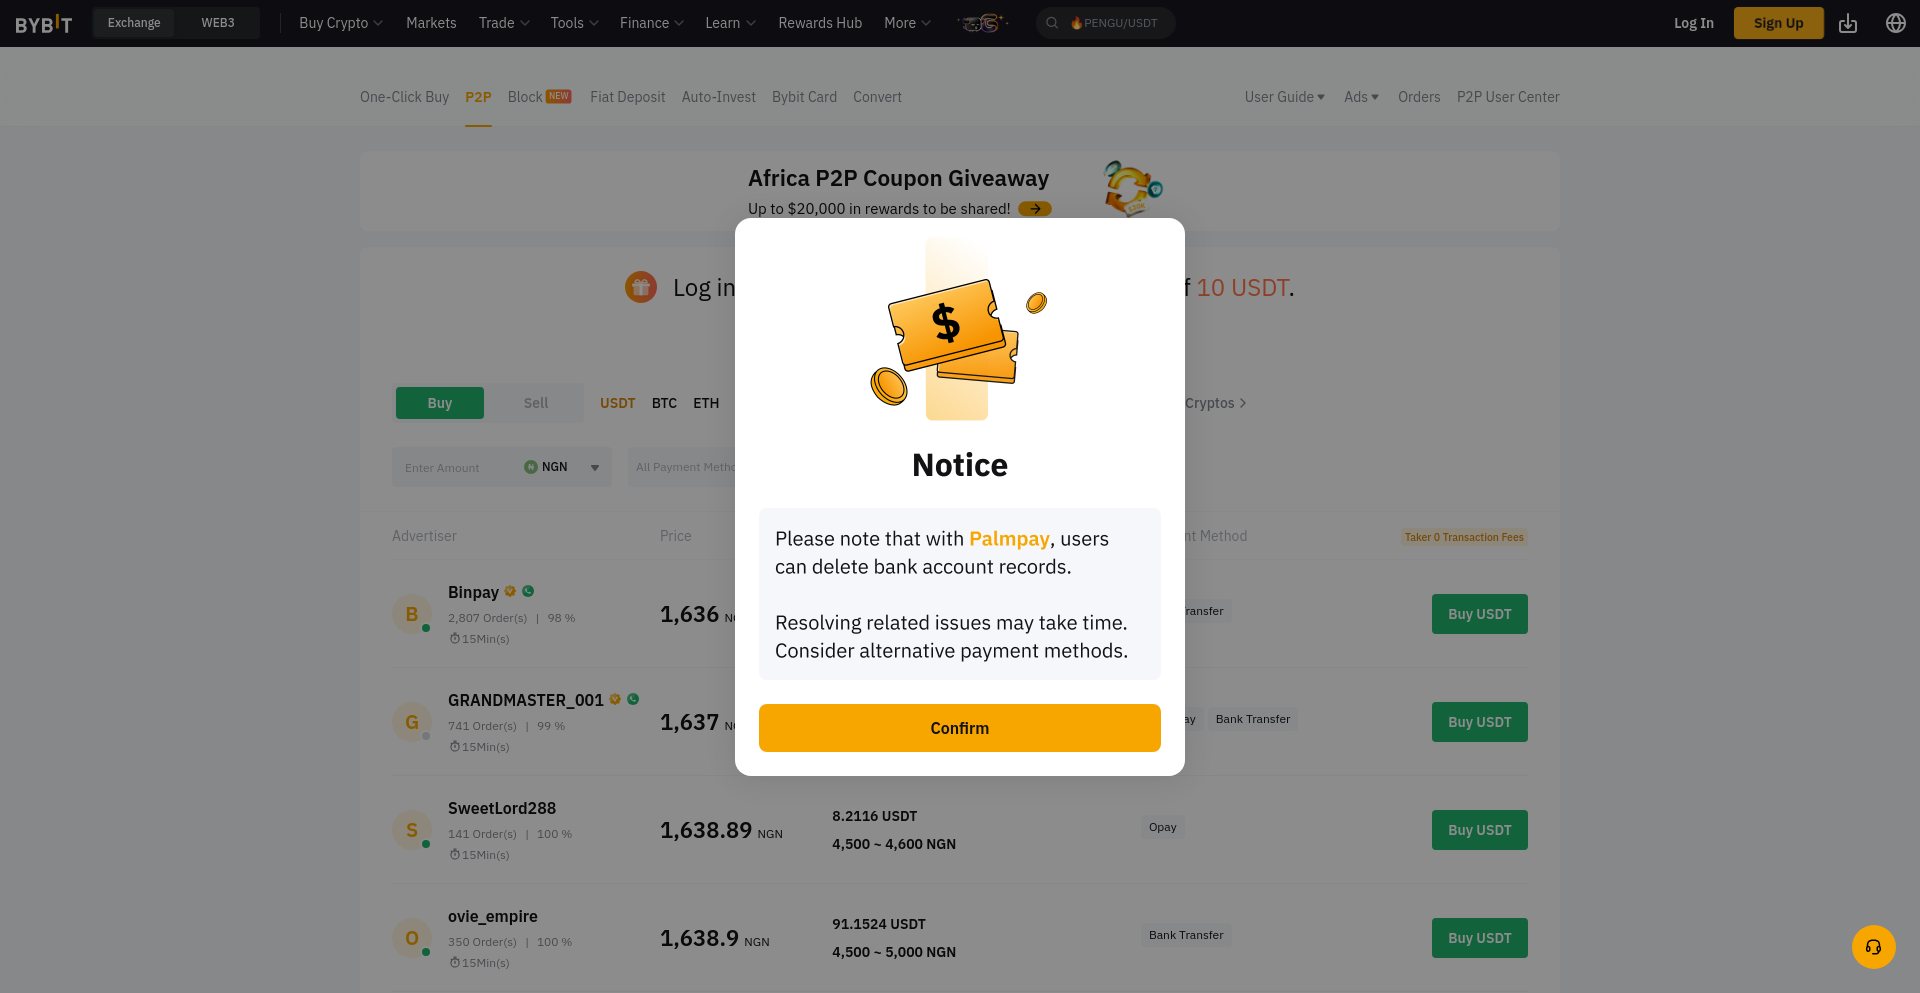 BYBIT Exchange WEB3 Buy Crypto Markets Trade Tools Finance Learn Rewards Hub More 🔥PENGU/USDT Log In Sign Up
One-Click Buy P2P Block NEW Fiat Deposit Auto-Invest Bybit Card Convert User Guide Ads Orders P2P User Center
Africa P2P Coupon Giveaway
Up to $20,000 in rewards to be shared!
Log in
10 USDT.
$
Buy Sell USDT BTC ETH Cryptos
Enter Amount NGN All Payment
Notice
Please note that with Palmpay, users
can delete bank account records.
Resolving related issues may take time.
Consider alternative payment methods.
Confirm
Advertiser Price Method Taker 0 Transaction Fees
B Binpay
2,807 Order(s) | 98 %
15Min(s)
1,636
Buy USDT
G GRANDMASTER_001
741 Order(s) | 99 %
15Min(s)
1,637
Bank Transfer
Buy USDT
S SweetLord288
141 Order(s) | 100 %
15Min(s)
1,638.89 NGN
8.2116 USDT
4,500 ~ 4,600 NGN
Opay
Buy USDT
O ovie_empire
350 Order(s) | 100 %
15Min(s)
1,638.9 NGN
91.1524 USDT
4,500 ~ 5,000 NGN
Bank Transfer
Buy USDT